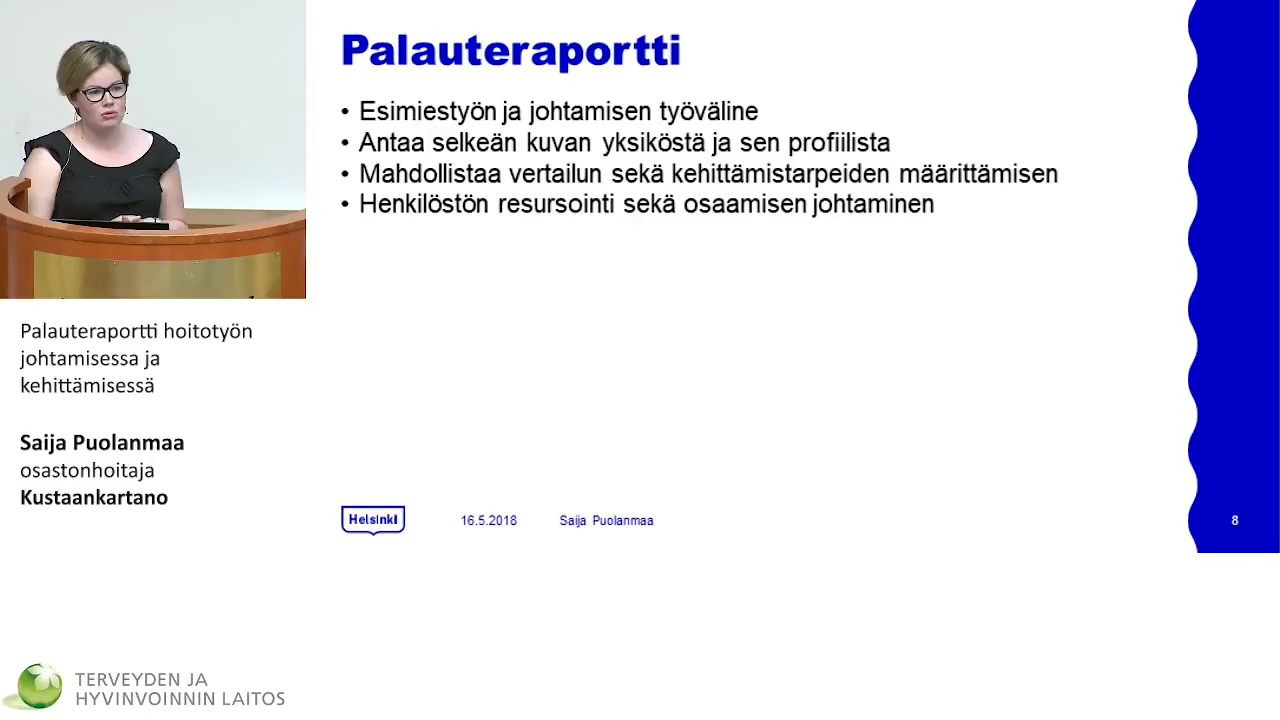 Palauteraportti
• Esimiestyön ja johtamisen työväline
• Antaa selkeän kuvan yksiköstä ja sen profiilista
• Mahdollistaa vertailun sekä kehittämistarpeiden määrittämisen
• Henkilöstön resursointi sekä osaamisen johtaminen
Palauteraportti hoitotyön
johtamisessa ja
kehittämisessä
Saija Puolanmaa
osastonhoitaja
Kustaankartano
Helsinki
16.5.2018
Saija Puolanmaa
8
TERVEYDEN JA
HYVINVOINNIN LAITOS